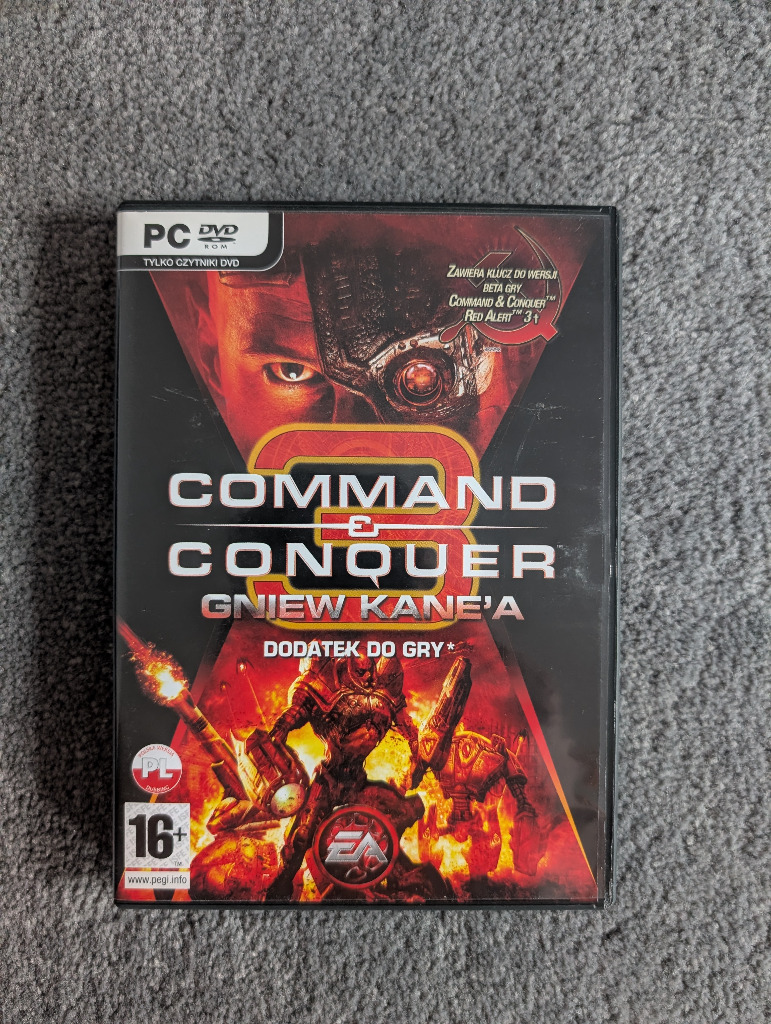 PC DVD
ROM
TYLKO CZYTNIKI DVD
ZAWIERA KLUCZ DO WERSJI
BETA GRY
COMMAND & CONQUER™
RED ALERT™ 3†
3
COMMAND
&
CONQUER
GNIEW KANE'A
DODATEK DO GRY*
PL
16+
TM
www.pegi.info
EA